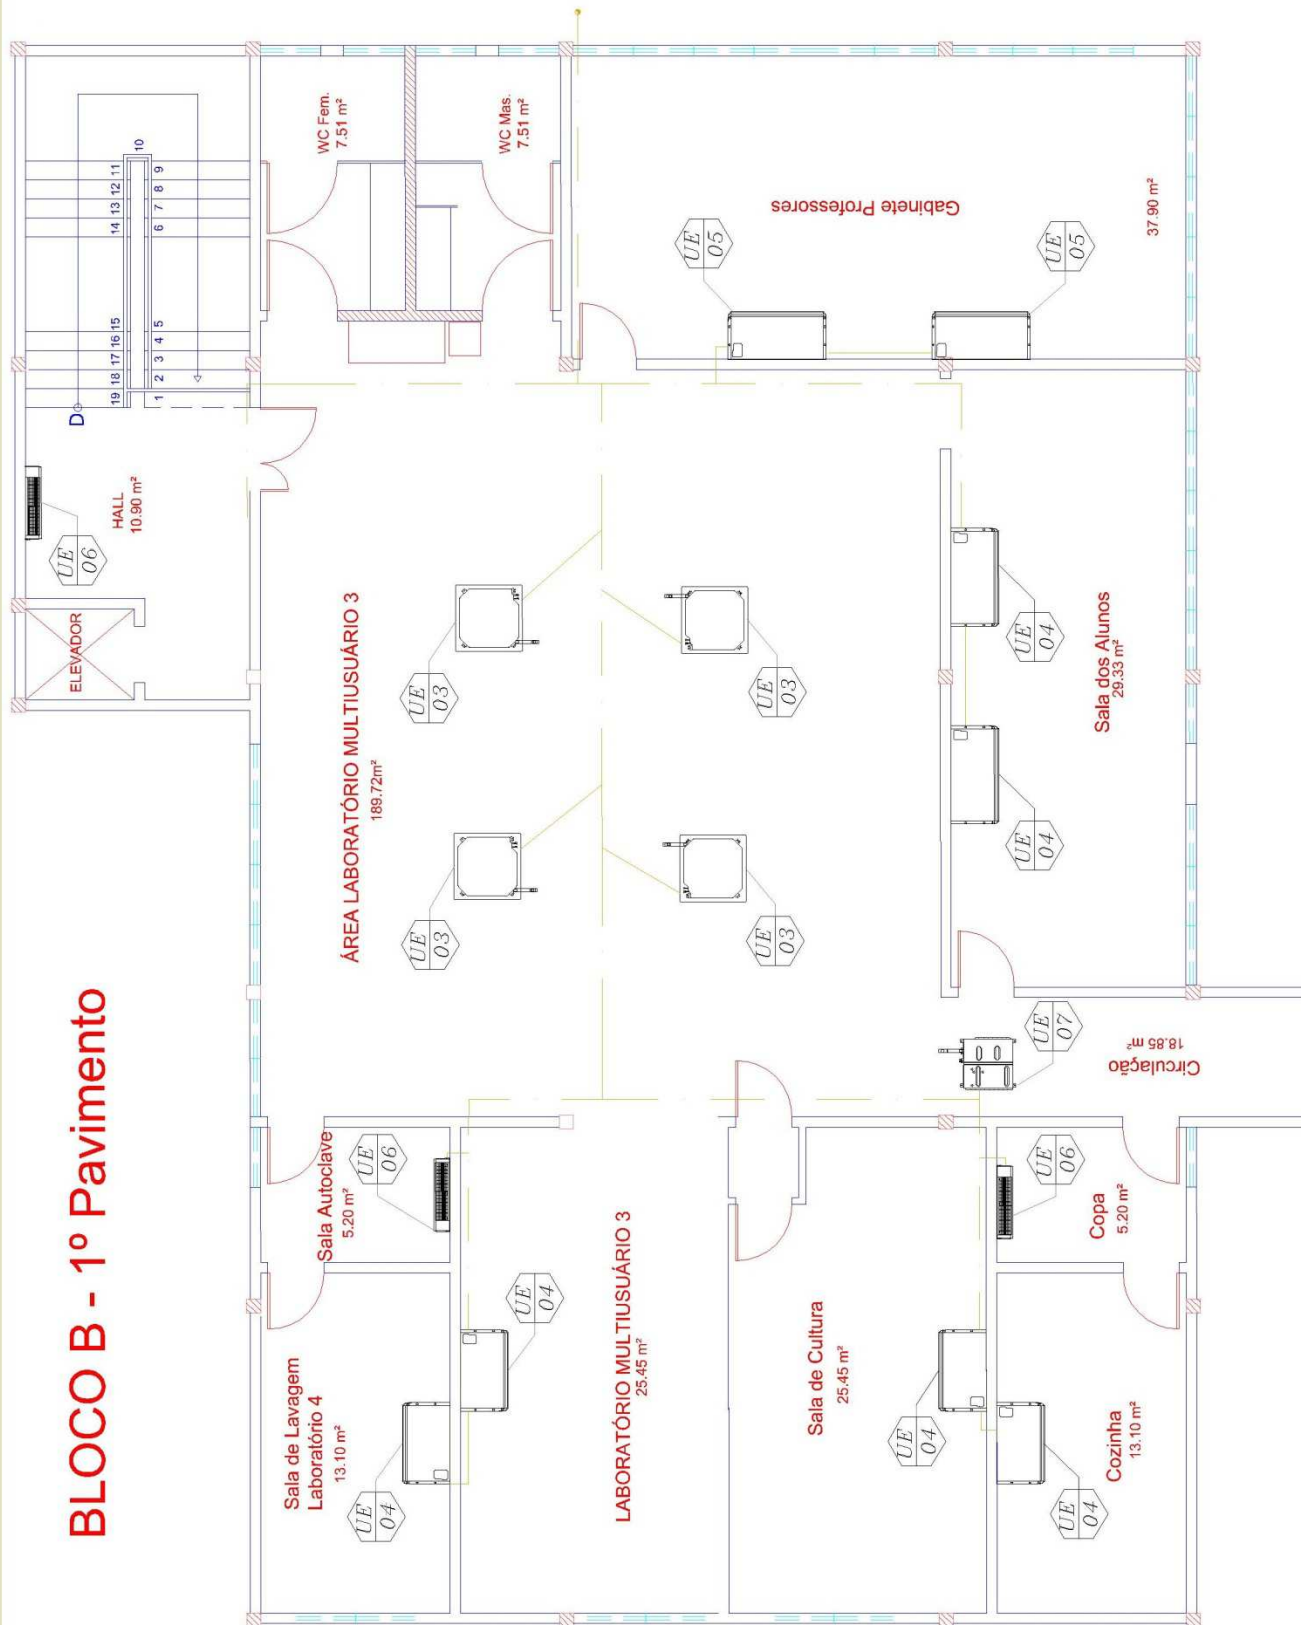 BLOCO B - 1º Pavimento
D
19 18 17 16 15
14 13 12 11
10
1 2 3 4 5
6 7 8 9
WC Fem.
7.51 m²
WC Mas.
7.51 m²
HALL
10.90 m²
UE
06
ELEVADOR
Gabinete Professores
37.90 m²
UE
05
UE
05
ÁREA LABORATÓRIO MULTIUSUÁRIO 3
189.72m²
UE
03
UE
03
UE
03
UE
03
Sala dos Alunos
29.33 m²
UE
04
UE
04
Circulação
18.85 m²
UE
07
Sala Autoclave
5.20 m²
UE
06
Sala de Lavagem
Laboratório 4
13.10 m²
UE
04
LABORATÓRIO MULTIUSUÁRIO 3
25.45 m²
UE
04
Sala de Cultura
25.45 m²
UE
04
Copa
5.20 m²
UE
06
Cozinha
13.10 m²
UE
04